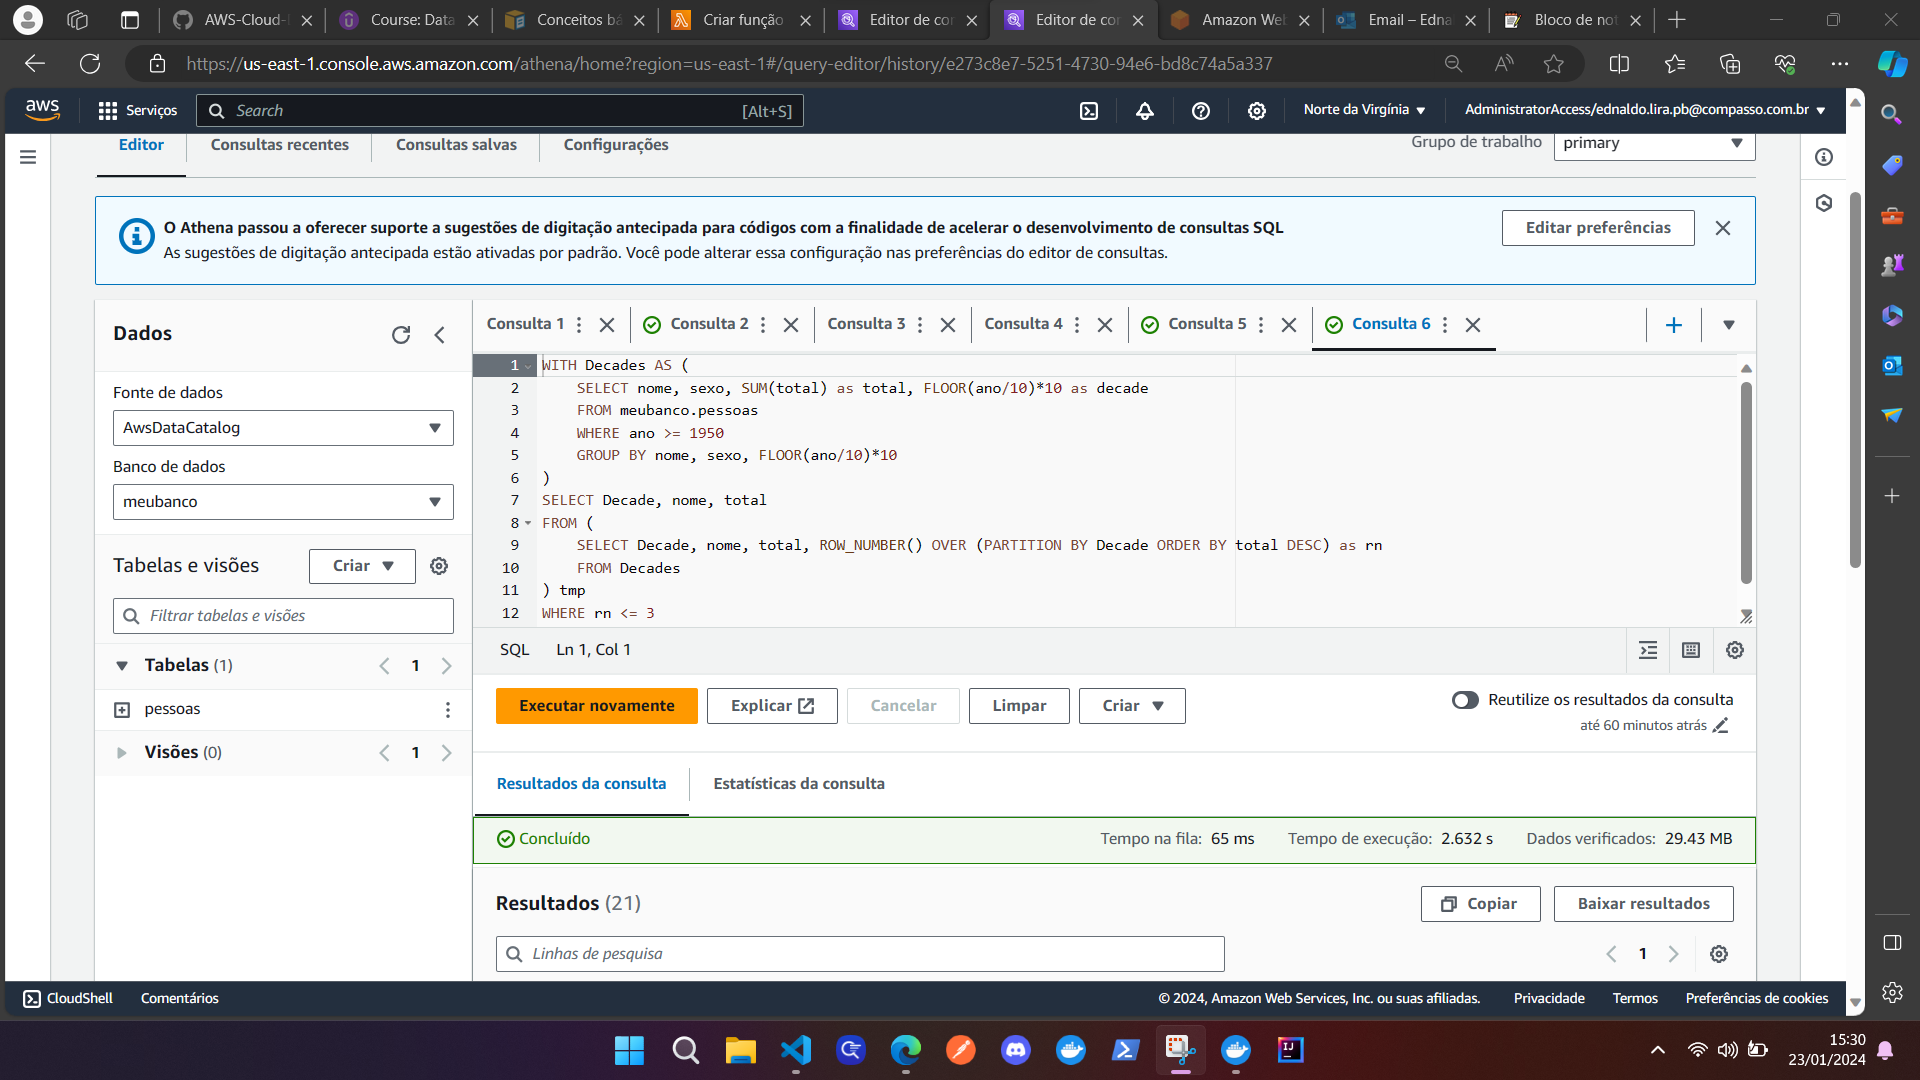 AWS-Cloud-
Course: Data
Conceitos bá
Criar função
Editor de cor
Editor de cor
Amazon Web
Email – Edna
Bloco de not
https://us-east-1.console.aws.amazon.com/athena/home?region=us-east-1#/query-editor/history/e273c8e7-5251-4730-94e6-bd8c74a5a337
aws
Serviços
Search
[Alt+S]
Norte da Virgínia
AdministratorAccess/ednaldo.lira.pb@compasso.com.br
Editor
Consultas recentes
Consultas salvas
Configurações
Grupo de trabalho
primary
O Athena passou a oferecer suporte a sugestões de digitação antecipada para códigos com a finalidade de acelerar o desenvolvimento de consultas SQL
As sugestões de digitação antecipada estão ativadas por padrão. Você pode alterar essa configuração nas preferências do editor de consultas.
Editar preferências
Dados
Fonte de dados
AwsDataCatalog
Banco de dados
meubanco
Tabelas e visões
Criar
Filtrar tabelas e visões
Tabelas (1)
1
pessoas
Visões (0)
1
Consulta 1
Consulta 2
Consulta 3
Consulta 4
Consulta 5
Consulta 6
1 WITH Decades AS (
2 SELECT nome, sexo, SUM(total) as total, FLOOR(ano/10)*10 as decade
3 FROM meubanco.pessoas
4 WHERE ano >= 1950
5 GROUP BY nome, sexo, FLOOR(ano/10)*10
6 )
7 SELECT Decade, nome, total
8 FROM (
9 SELECT Decade, nome, total, ROW_NUMBER() OVER (PARTITION BY Decade ORDER BY total DESC) as rn
10 FROM Decades
11 ) tmp
12 WHERE rn <= 3
SQL
Ln 1, Col 1
Executar novamente
Explicar
Cancelar
Limpar
Criar
Reutilize os resultados da consulta
até 60 minutos atrás
Resultados da consulta
Estatísticas da consulta
Concluído
Tempo na fila: 65 ms
Tempo de execução: 2.632 s
Dados verificados: 29.43 MB
Resultados (21)
Copiar
Baixar resultados
Linhas de pesquisa
1
CloudShell
Comentários
© 2024, Amazon Web Services, Inc. ou suas afiliadas.
Privacidade
Termos
Preferências de cookies
15:30
23/01/2024